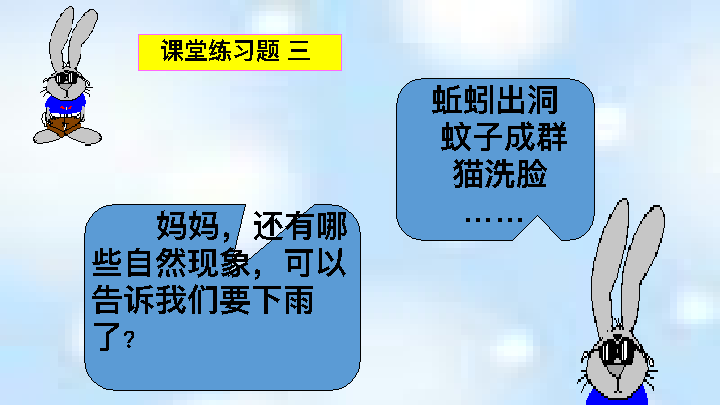 课堂练习题 三
蚯蚓出洞
蚊子成群
猫洗脸
……
妈妈，还有哪
些自然现象，可以
告诉我们要下雨
了?